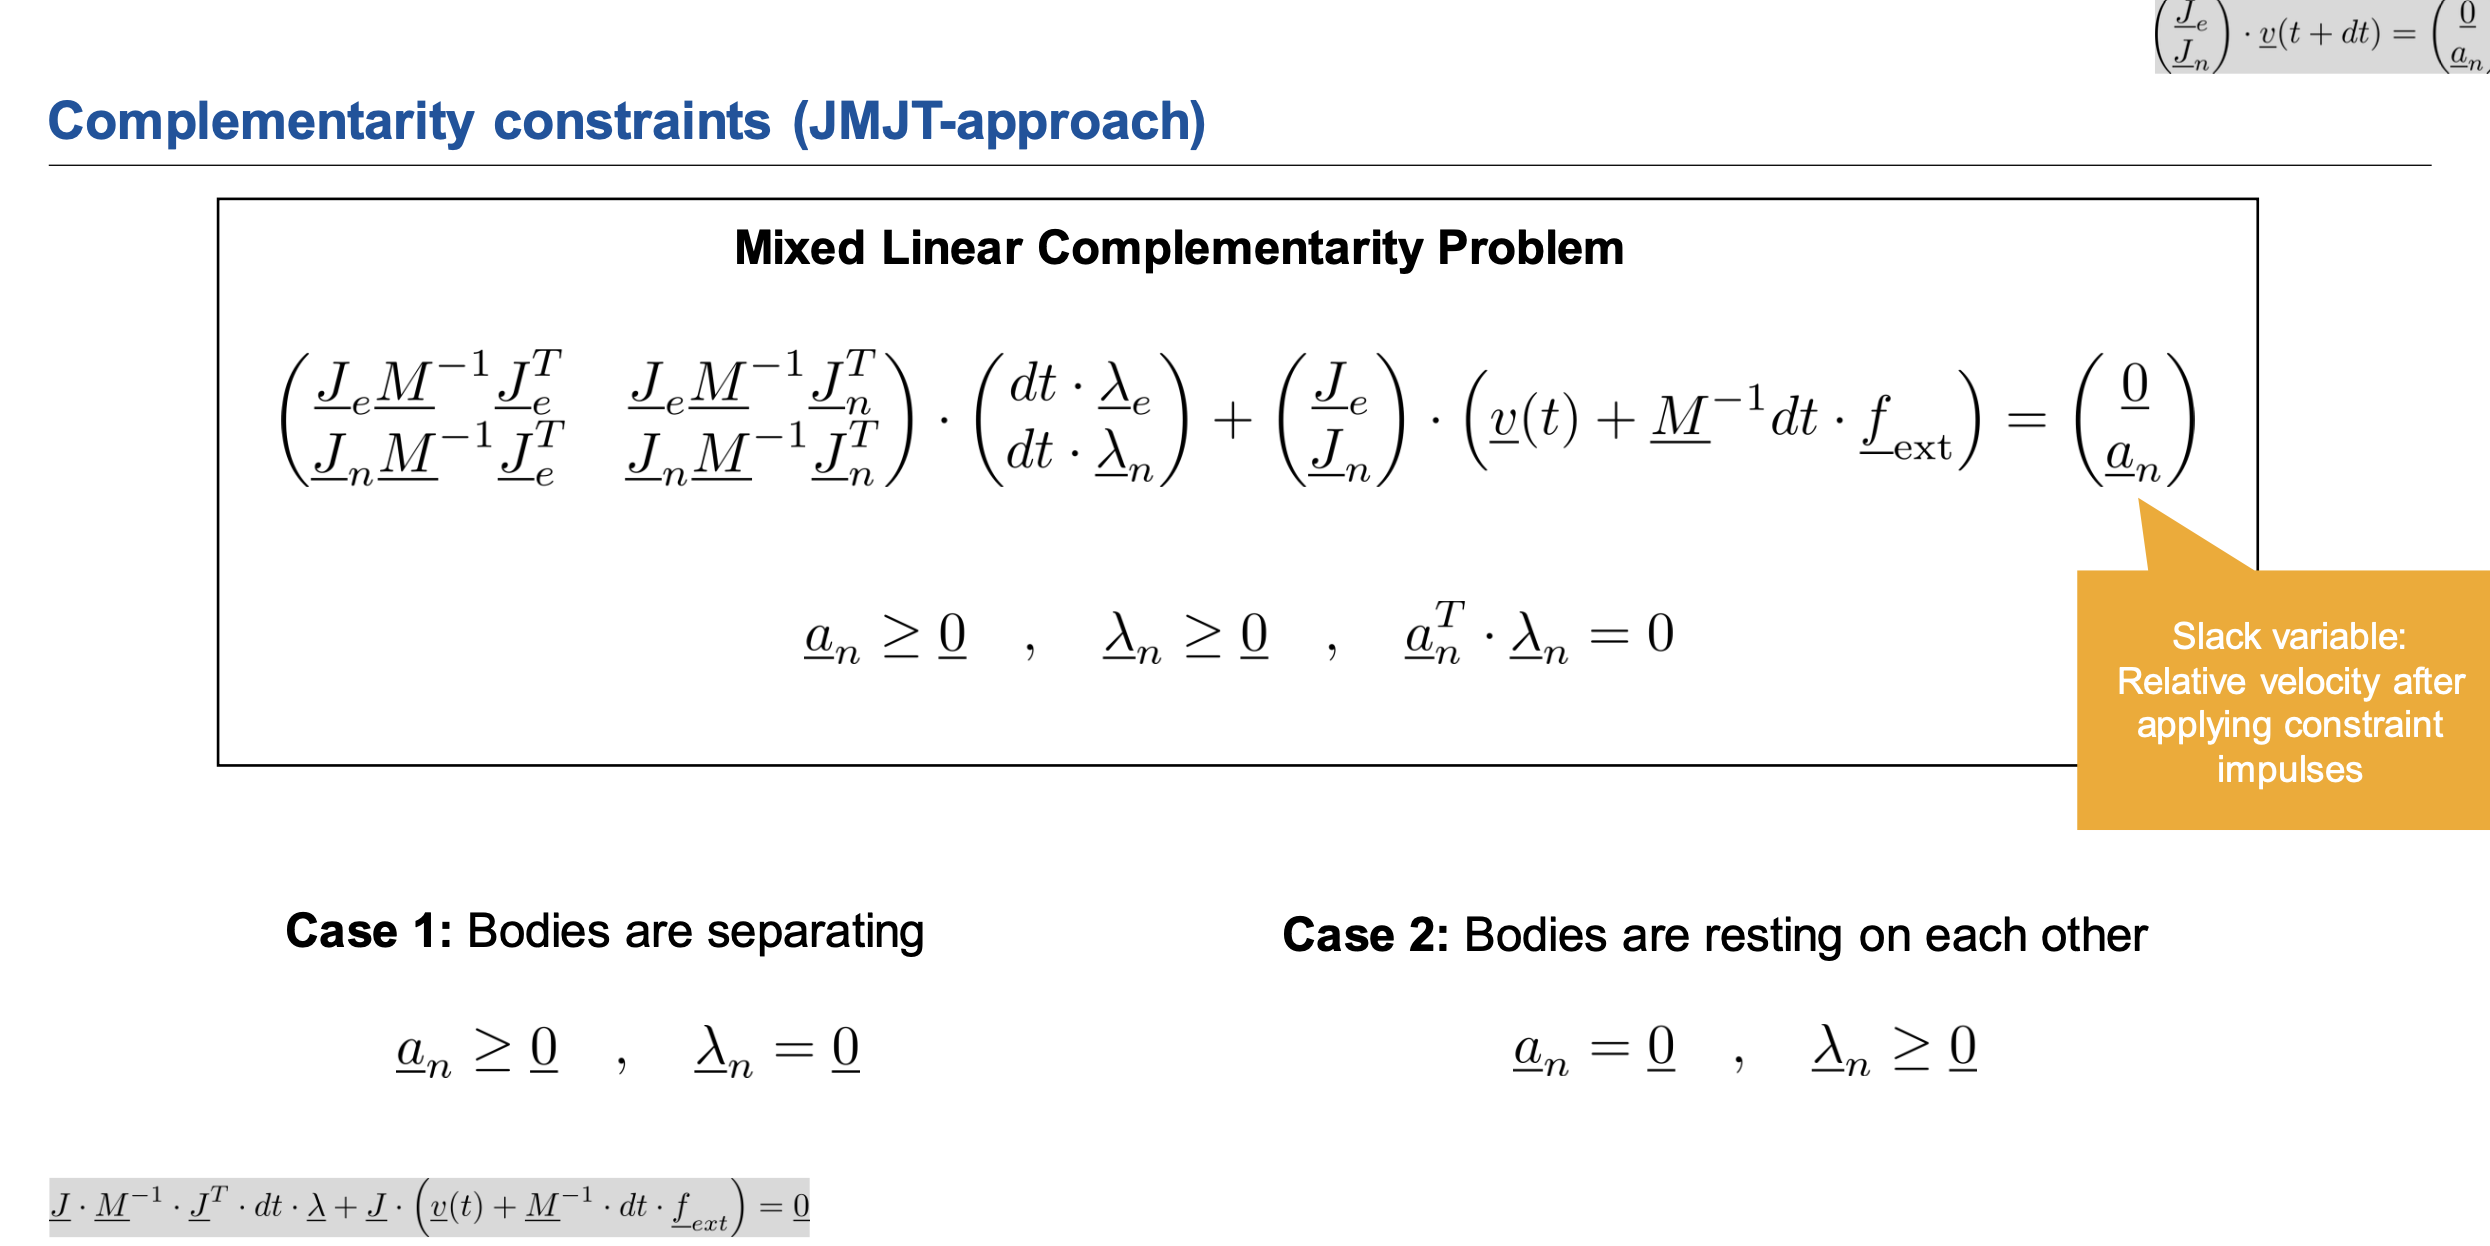 $\begin{pmatrix} \underline{J}_e \\ \underline{J}_n \end{pmatrix} \cdot \underline{v}(t + dt) = \begin{pmatrix} \underline{0} \\ \underline{a}_n \end{pmatrix}$
Complementarity constraints (JMJT-approach)
Mixed Linear Complementarity Problem
$\begin{pmatrix} \underline{J}_e \underline{M}^{-1} \underline{J}_e^T & \underline{J}_e \underline{M}^{-1} \underline{J}_n^T \\ \underline{J}_n \underline{M}^{-1} \underline{J}_e^T & \underline{J}_n \underline{M}^{-1} \underline{J}_n^T \end{pmatrix} \cdot \begin{pmatrix} dt \cdot \underline{\lambda}_e \\ dt \cdot \underline{\lambda}_n \end{pmatrix} + \begin{pmatrix} \underline{J}_e \\ \underline{J}_n \end{pmatrix} \cdot \left( \underline{v}(t) + \underline{M}^{-1} dt \cdot \underline{f}_{\text{ext}} \right) = \begin{pmatrix} \underline{0} \\ \underline{a}_n \end{pmatrix}$
$\underline{a}_n \geq \underline{0} \quad , \quad \underline{\lambda}_n \geq \underline{0} \quad , \quad \underline{a}_n^T \cdot \underline{\lambda}_n = 0$
Slack variable:
Relative velocity after
applying constraint
impulses
Case 1: Bodies are separating
$\underline{a}_n \geq \underline{0} \quad , \quad \underline{\lambda}_n = \underline{0}$
Case 2: Bodies are resting on each other
$\underline{a}_n = \underline{0} \quad , \quad \underline{\lambda}_n \geq \underline{0}$
$\underline{J} \cdot \underline{M}^{-1} \cdot \underline{J}^T \cdot dt \cdot \underline{\lambda} + \underline{J} \cdot \left( \underline{v}(t) + \underline{M}^{-1} \cdot dt \cdot \underline{f}_{ext} \right) = \underline{0}$